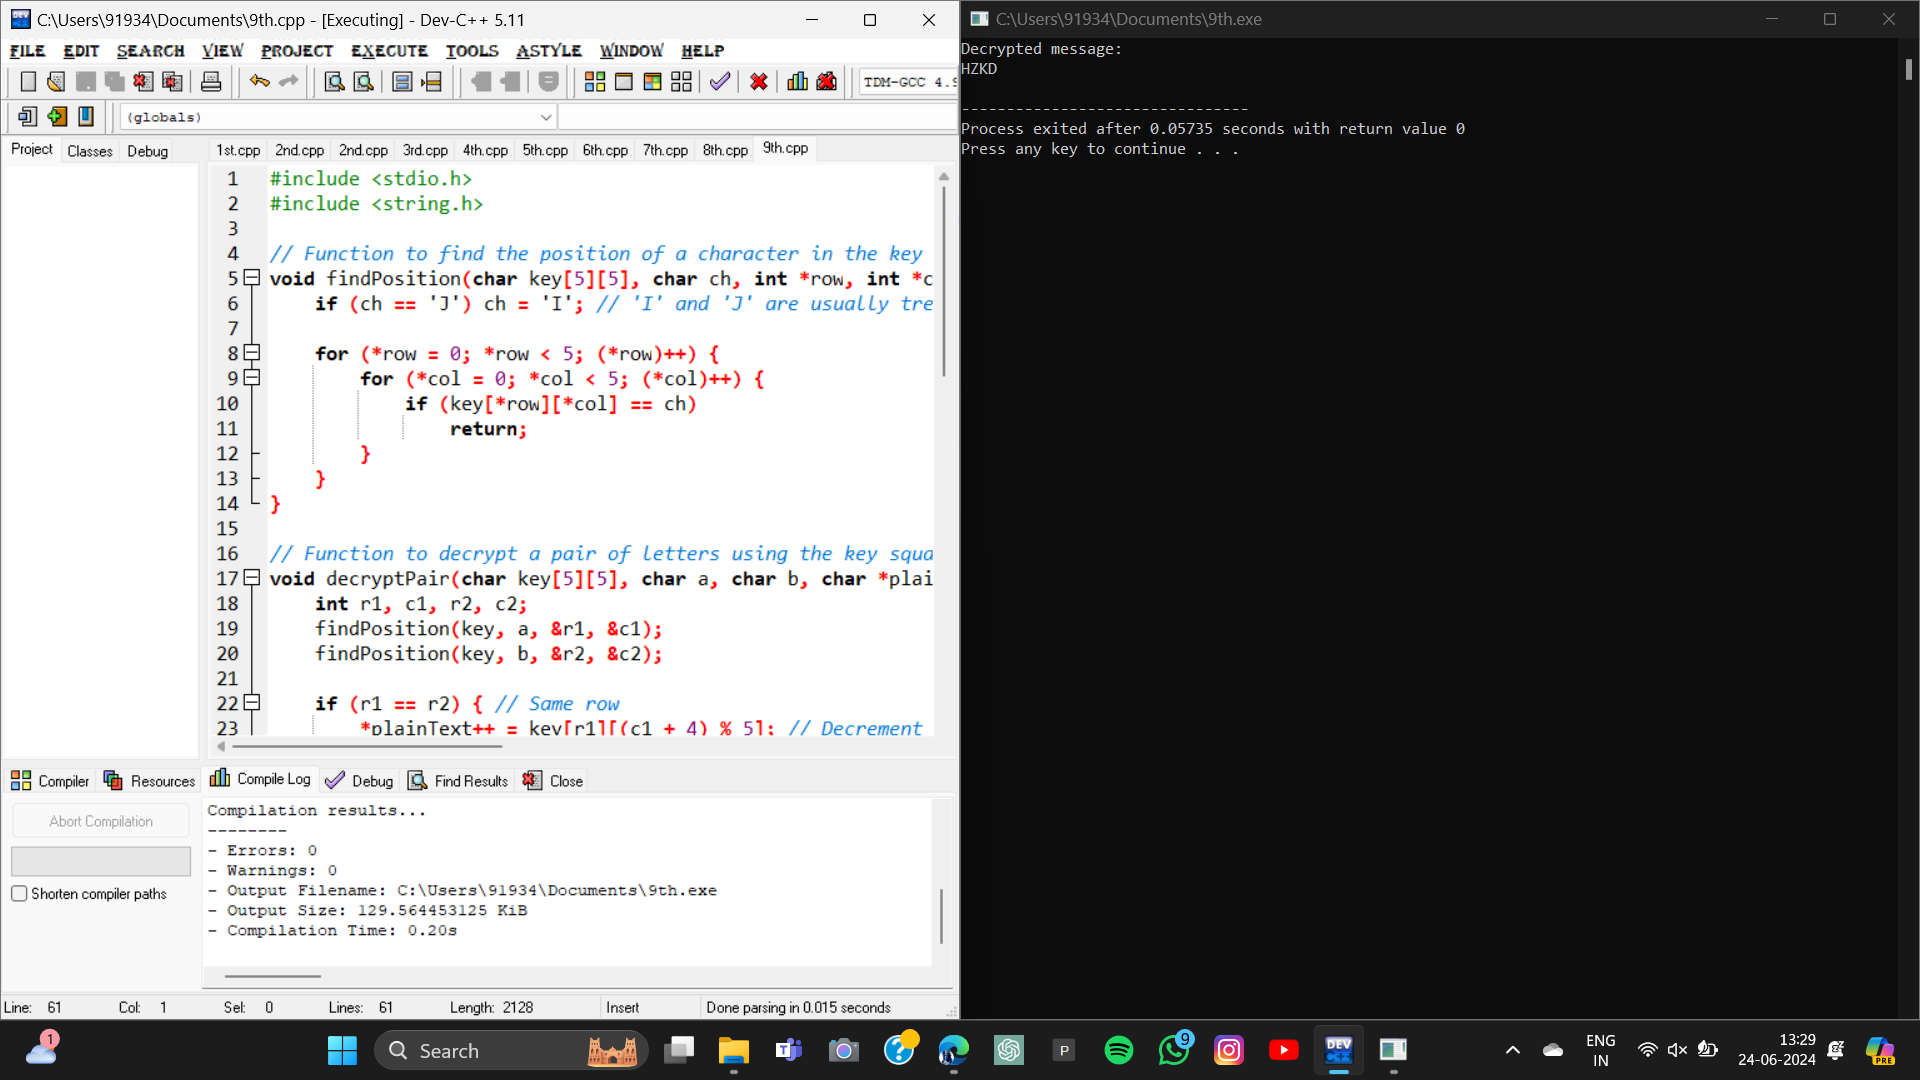 C:\Users\91934\Documents\9th.cpp - [Executing] - Dev-C++ 5.11
FILE EDIT SEARCH VIEW PROJECT EXECUTE TOOLS ASTYLE WINDOW HELP
TDM-GCC 4.9
(globals)
Project Classes Debug
1st.cpp 2nd.cpp 2nd.cpp 3rd.cpp 4th.cpp 5th.cpp 6th.cpp 7th.cpp 8th.cpp 9th.cpp
1 #include <stdio.h>
2 #include <string.h>
3
4 // Function to find the position of a character in the key
5 void findPosition(char key[5][5], char ch, int *row, int *c
6 if (ch == 'J') ch = 'I'; // 'I' and 'J' are usually tre
7
8 for (*row = 0; *row < 5; (*row)++) {
9 for (*col = 0; *col < 5; (*col)++) {
10 if (key[*row][*col] == ch)
11 return;
12 }
13 }
14 }
15
16 // Function to decrypt a pair of letters using the key squa
17 void decryptPair(char key[5][5], char a, char b, char *plai
18 int r1, c1, r2, c2;
19 findPosition(key, a, &r1, &c1);
20 findPosition(key, b, &r2, &c2);
21
22 if (r1 == r2) { // Same row
23 *plainText++ = key[r1][(c1 + 4) % 5]; // Decrement
Compiler Resources Compile Log Debug Find Results Close
Abort Compilation
Shorten compiler paths
Compilation results...
--------
- Errors: 0
- Warnings: 0
- Output Filename: C:\Users\91934\Documents\9th.exe
- Output Size: 129.564453125 KiB
- Compilation Time: 0.20s
Line: 61 Col: 1 Sel: 0 Lines: 61 Length: 2128 Insert Done parsing in 0.015 seconds
C:\Users\91934\Documents\9th.exe
Decrypted message:
HZKD
--------------------------------
Process exited after 0.05735 seconds with return value 0
Press any key to continue . . .
1
Search
P
9
DEV
ENG
IN
13:29
24-06-2024
PRE